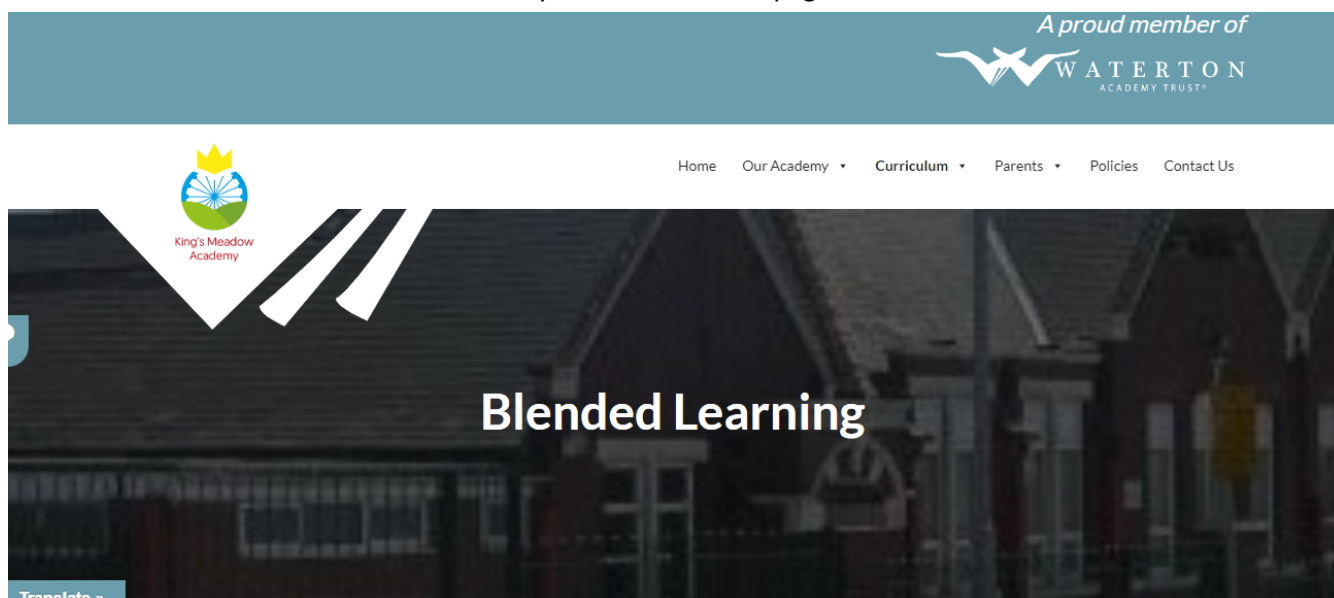 A proud member of
WATERTON
ACADEMY TRUST®
Home Our Academy Curriculum Parents Policies Contact Us
King's Meadow
Academy
Blended Learning
Translate »